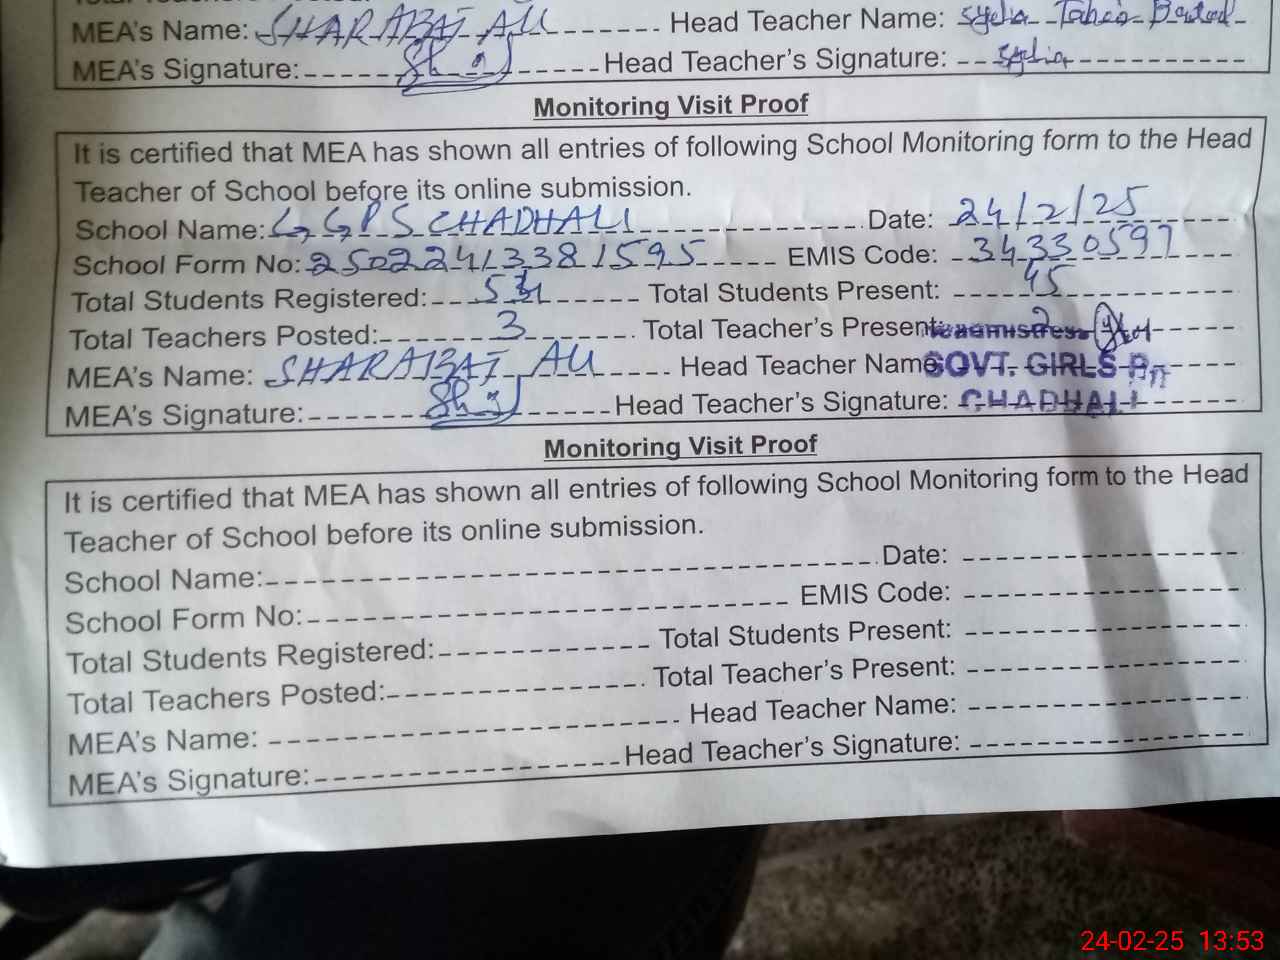 MEA's Name: SHARABAT ALI Head Teacher Name: Syeda Tahira Batool
MEA's Signature: Head Teacher's Signature:
Monitoring Visit Proof
It is certified that MEA has shown all entries of following School Monitoring form to the Head
Teacher of School before its online submission.
School Name: G,G,P,S CHADHALI Date: 24/2/25
School Form No: 25022413381595 EMIS Code: 34330597
Total Students Registered: Total Students Present: 45
Total Teachers Posted: 3 Total Teacher's Present: 2
MEA's Name: SHARABAT ALI Head Teacher Name GOVT. GIRLS
MEA's Signature: Head Teacher's Signature: CHADHALI
Monitoring Visit Proof
It is certified that MEA has shown all entries of following School Monitoring form to the Head
Teacher of School before its online submission.
School Name: Date:
School Form No: EMIS Code:
Total Students Registered: Total Students Present:
Total Teachers Posted: Total Teacher's Present:
MEA's Name: Head Teacher Name:
MEA's Signature: Head Teacher's Signature:
24-02-25 13:53